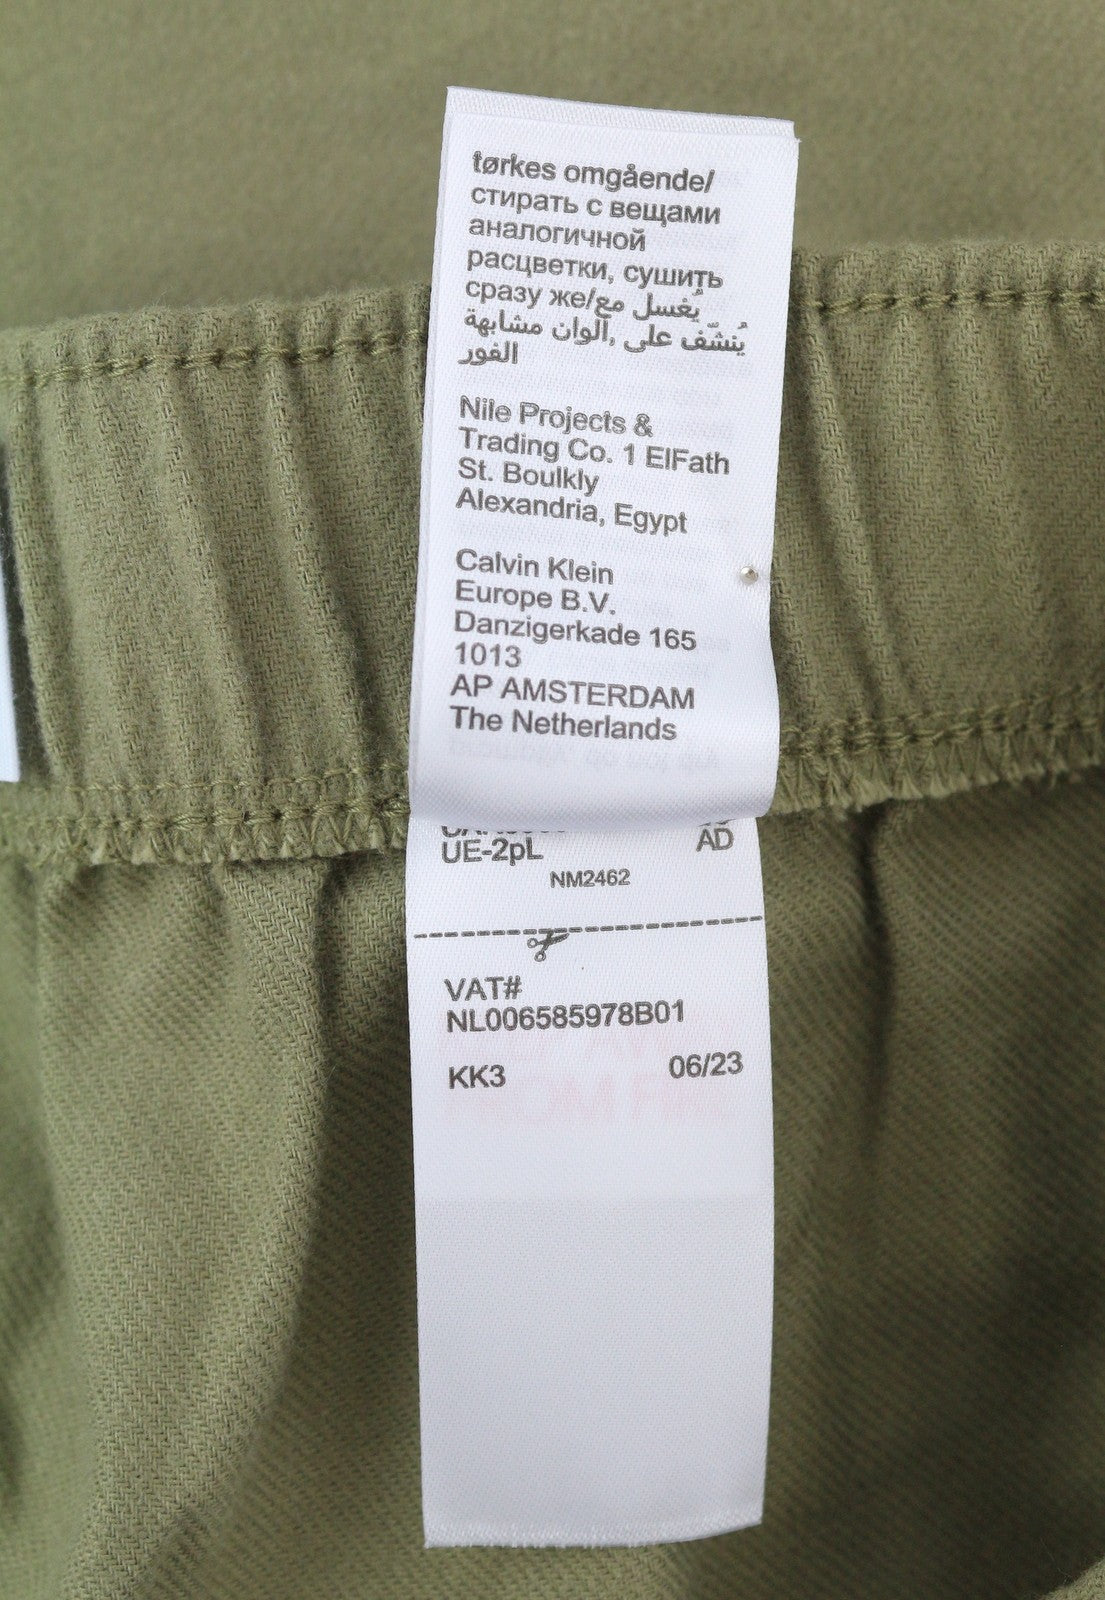 tørkes omgående/
стирать с вещами
аналогичной
расцветки, сушить
сразу же/يُغسل مع
ألوان مشابهة, يُنشّف على
الفور
Nile Projects &
Trading Co. 1 ElFath
St. Boulkly
Alexandria, Egypt
Calvin Klein
Europe B.V.
Danzigerkade 165
1013
AP AMSTERDAM
The Netherlands
UE-2pL AD
NM2462
VAT#
NL006585978B01
KK3 06/23